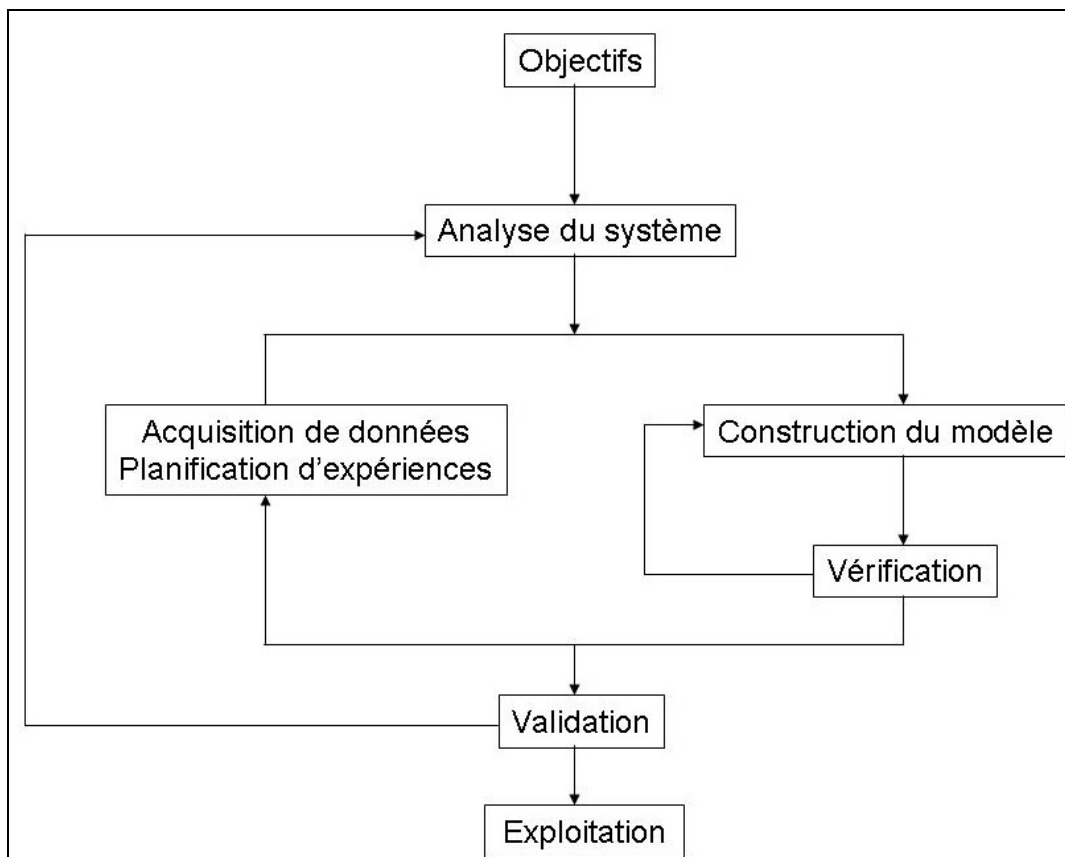 Objectifs
Analyse du système
Acquisition de données
Planification d'expériences
Construction du modèle
Vérification
Validation
Exploitation